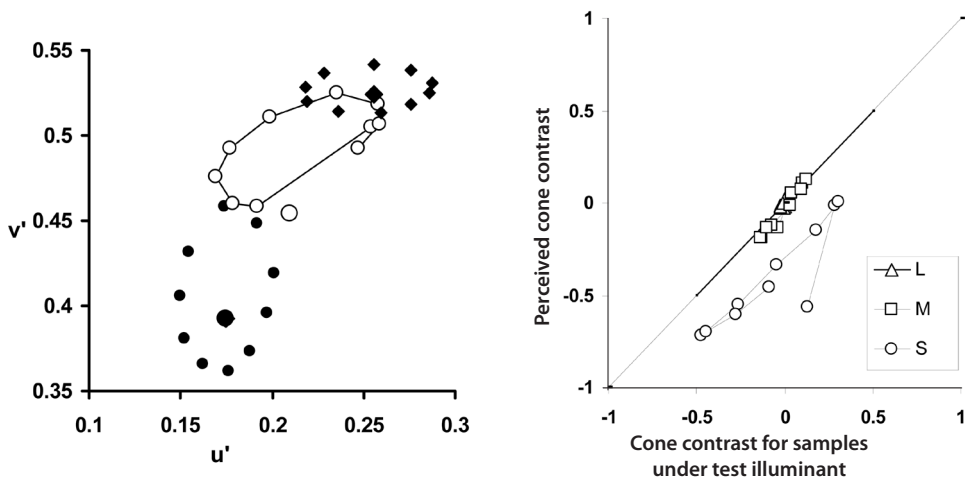 0.55
0.5
0.45
v'
0.4
0.35
0.1
0.15
0.2
0.25
0.3
u'
1
0.5
0
-0.5
-1
Perceived cone contrast
-1
-0.5
0
0.5
1
Cone contrast for samples
under test illuminant
L
M
S